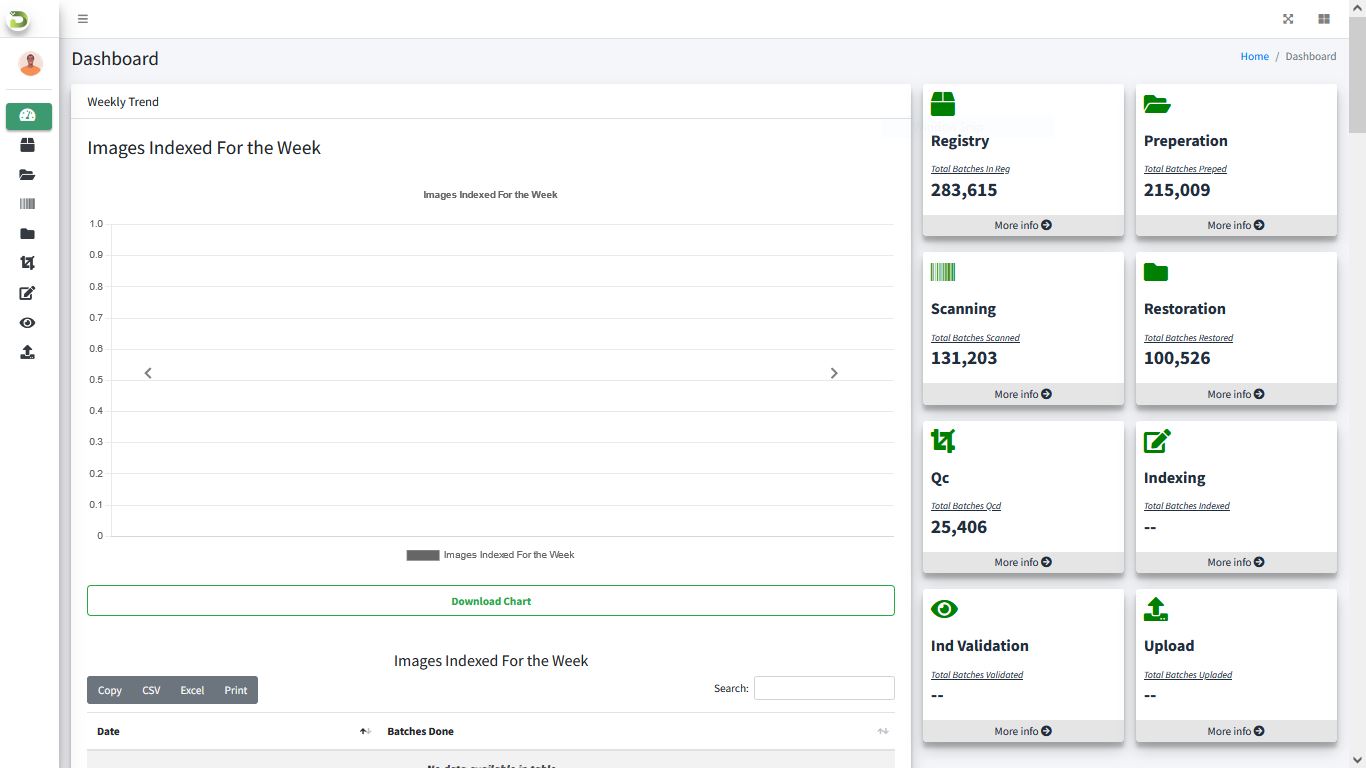 Dashboard
Home / Dashboard
Weekly Trend
Images Indexed For the Week
Images Indexed For the Week
1.0
0.9
0.8
0.7
0.6
0.5
0.4
0.3
0.2
0.1
0
Images Indexed For the Week
Download Chart
Images Indexed For the Week
Copy CSV Excel Print
Search:
Date Batches Done
No data available in table
Registry
Total Batches In Reg
283,615
More info
Preperation
Total Batches Preped
215,009
More info
Scanning
Total Batches Scanned
131,203
More info
Restoration
Total Batches Restored
100,526
More info
Qc
Total Batches Qcd
25,406
More info
Indexing
Total Batches Indexed
--
More info
Ind Validation
Total Batches Validated
--
More info
Upload
Total Batches Upladed
--
More info